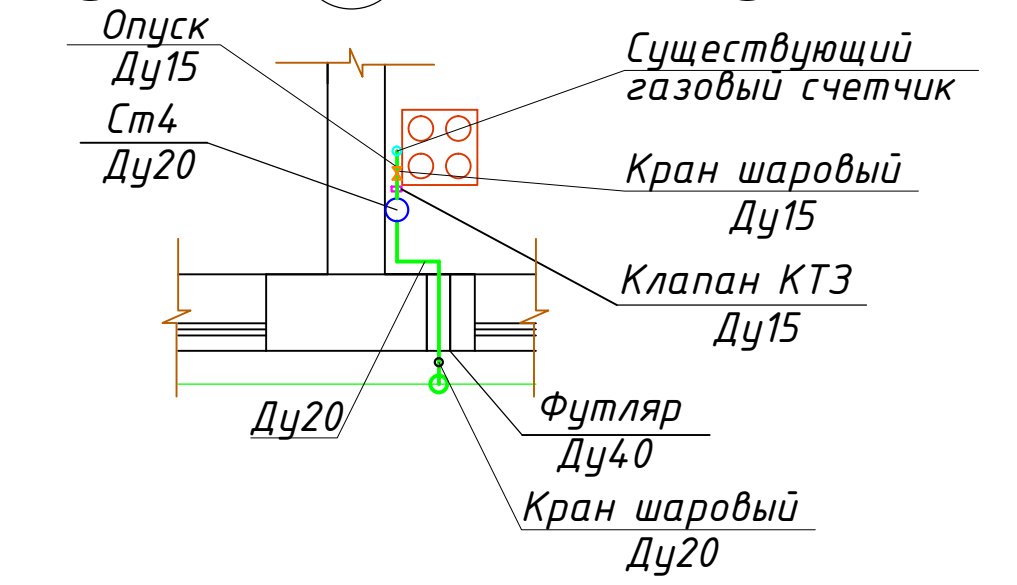 Опуск
Ду15
Ст4
Ду20
Существующий
газовый счетчик
Кран шаровый
Ду15
Клапан КТЗ
Ду15
Ду20
Футляр
Ду40
Кран шаровый
Ду20